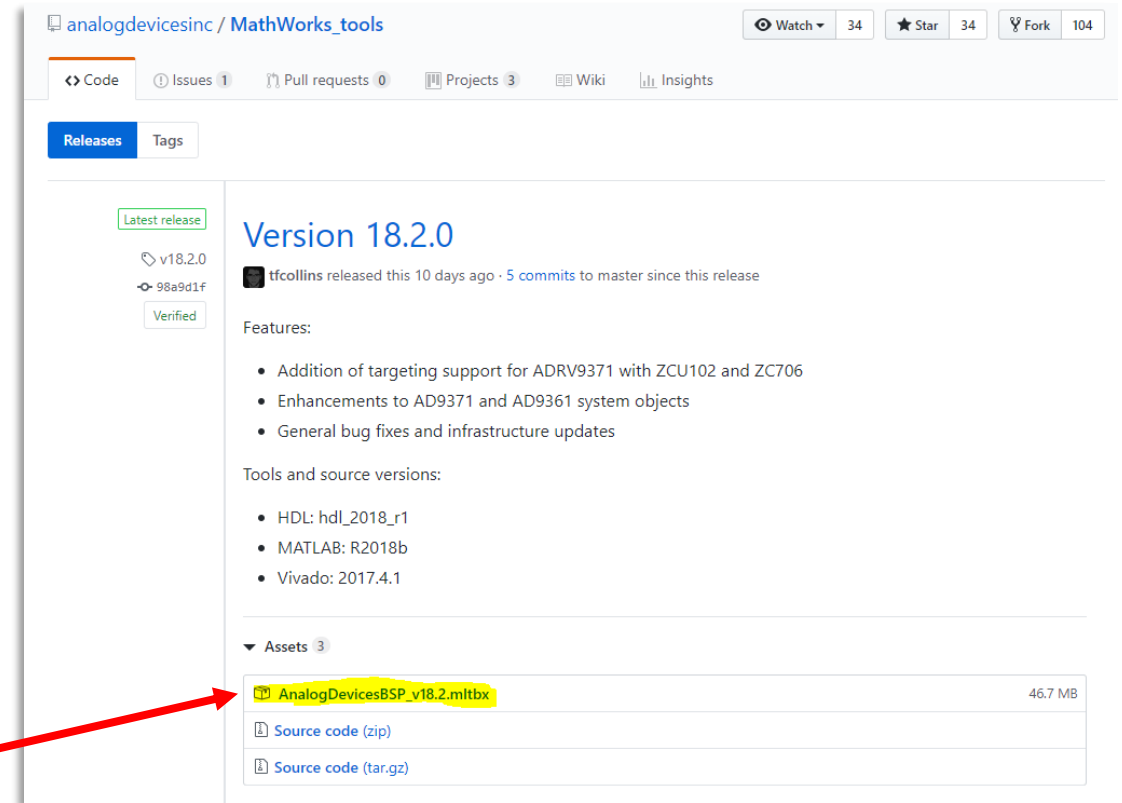 analogdevicesinc / MathWorks_tools
Watch 34 Star 34 Fork 104
Code Issues 1 Pull requests 0 Projects 3 Wiki Insights
Releases Tags
Latest release
v18.2.0
98a9d1f
Verified
Version 18.2.0
tfcollins released this 10 days ago · 5 commits to master since this release
Features:
• Addition of targeting support for ADRV9371 with ZCU102 and ZC706
• Enhancements to AD9371 and AD9361 system objects
• General bug fixes and infrastructure updates
Tools and source versions:
• HDL: hdl_2018_r1
• MATLAB: R2018b
• Vivado: 2017.4.1
Assets 3
AnalogDevicesBSP_v18.2.mltbx 46.7 MB
Source code (zip)
Source code (tar.gz)